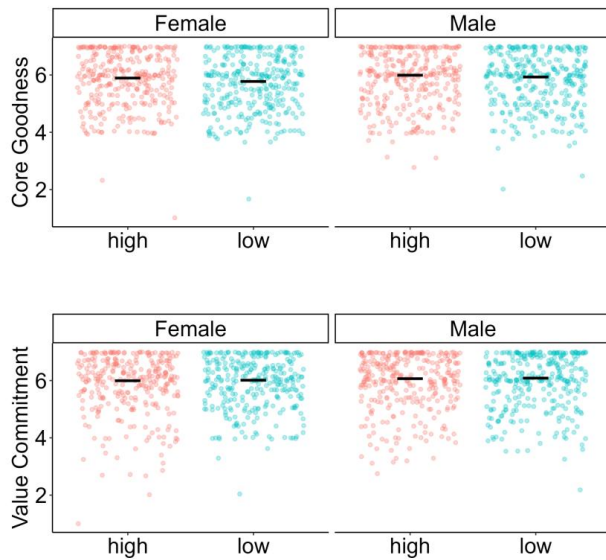 Female Male
Core Goodness
6
4
2
high low high low
Female Male
Value Commitment
6
4
2
high low high low